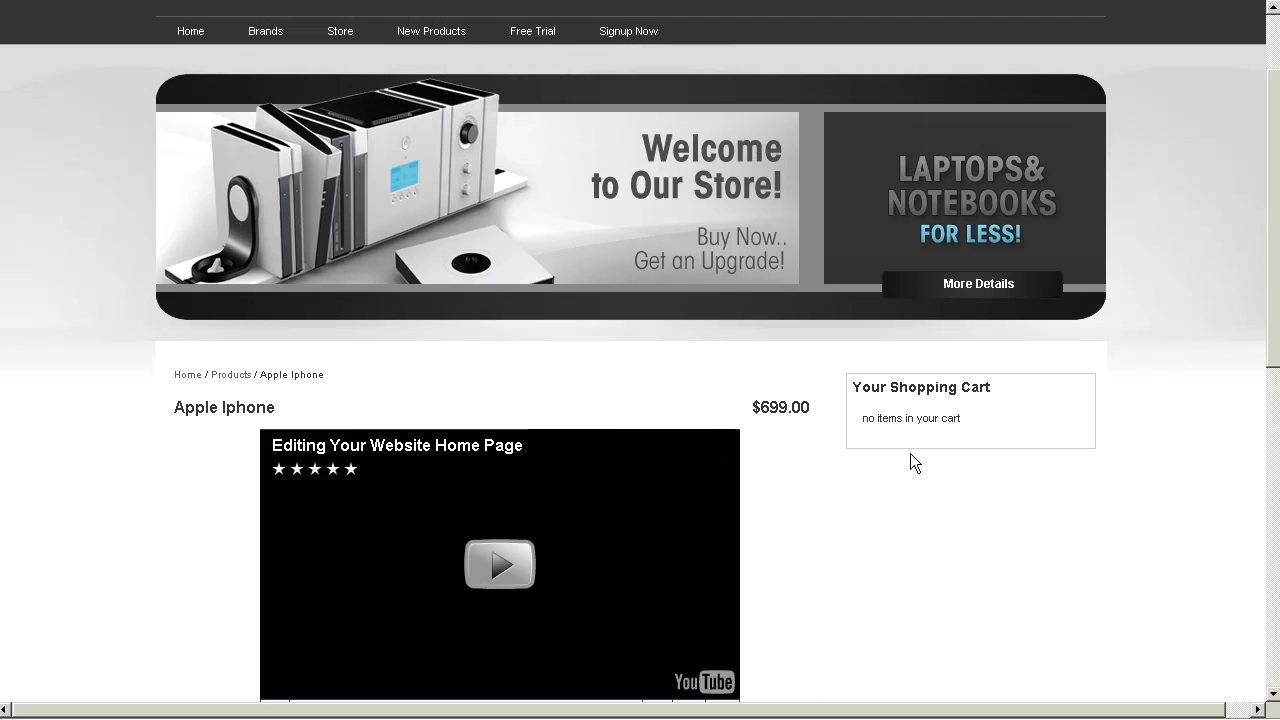 Home Brands Store New Products Free Trial Signup Now
Welcome
to Our Store!
Buy Now..
Get an Upgrade!
LAPTOPS&
NOTEBOOKS
FOR LESS!
More Details
Home / Products / Apple Iphone
Apple Iphone $699.00
Your Shopping Cart
no items in your cart
Editing Your Website Home Page
YouTube